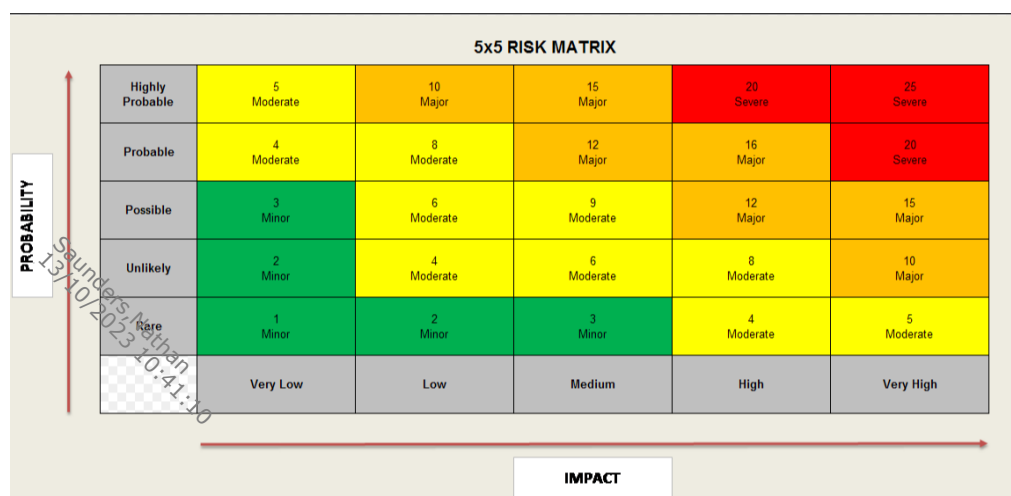 5x5 RISK MATRIX
Highly Probable
5 Moderate
10 Major
15 Major
20 Severe
25 Severe
Probable
4 Moderate
8 Moderate
12 Major
16 Major
20 Severe
Possible
3 Minor
6 Moderate
9 Moderate
12 Major
15 Major
Unlikely
2 Minor
4 Moderate
6 Moderate
8 Moderate
10 Major
Rare
1 Minor
2 Minor
3 Minor
4 Moderate
5 Moderate
Very Low
Low
Medium
High
Very High
PROBABILITY
IMPACT
Saunders,Nathan
13/10/2023 10:41:10